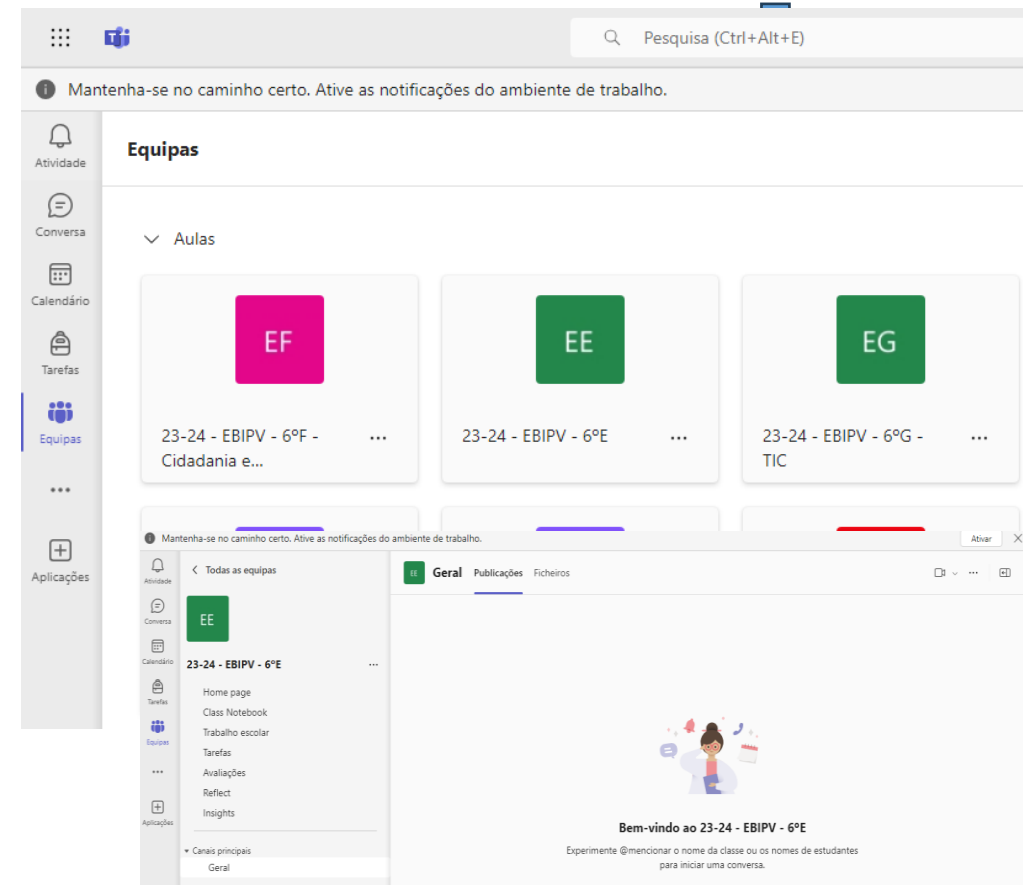 Pesquisa (Ctrl+Alt+E)
Mantenha-se no caminho certo. Ative as notificações do ambiente de trabalho.
Atividade
Conversa
Calendário
Tarefas
Equipas
Aplicações
Equipas
Aulas
EF
23-24 - EBIPV - 6ºF -
Cidadania e...
EE
23-24 - EBIPV - 6ºE
EG
23-24 - EBIPV - 6ºG -
TIC
Mantenha-se no caminho certo. Ative as notificações do ambiente de trabalho.
Ativar
Atividade
Conversa
Calendário
Tarefas
Equipas
Aplicações
Todas as equipas
EE
23-24 - EBIPV - 6ºE
Home page
Class Notebook
Trabalho escolar
Tarefas
Avaliações
Reflect
Insights
Canais principais
Geral
EE Geral Publicações Ficheiros
Bem-vindo ao 23-24 - EBIPV - 6ºE
Experimente @mencionar o nome da classe ou os nomes de estudantes
para iniciar uma conversa.